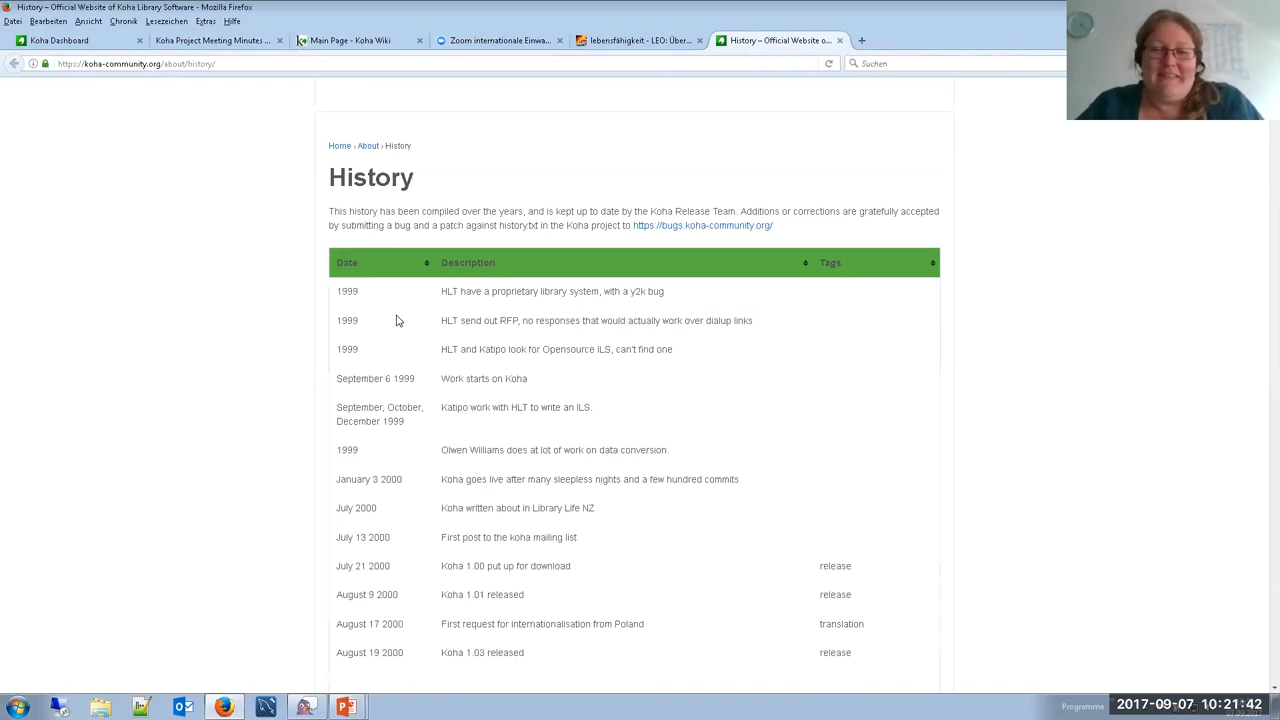 History – Official Website of Koha Library Software - Mozilla Firefox
Datei Bearbeiten Ansicht Chronik Lesezeichen Extras Hilfe
Koha Dashboard Koha Project Meeting Minutes ... Main Page - Koha Wiki Zoom internationale Einwa... lebensfähigkeit - LEO: Über... History – Official Website o...
https://koha-community.org/about/history/ Suchen
Home › About › History
History
This history has been compiled over the years, and is kept up to date by the Koha Release Team. Additions or corrections are gratefully accepted
by submitting a bug and a patch against history.txt in the Koha project to https://bugs.koha-community.org/
Date Description Tags
1999 HLT have a proprietary library system, with a y2k bug
1999 HLT send out RFP, no responses that would actually work over dialup links
1999 HLT and Katipo look for Opensource ILS, can't find one
September 6 1999 Work starts on Koha
September, October, Katipo work with HLT to write an ILS.
December 1999
1999 Olwen Williams does at lot of work on data conversion.
January 3 2000 Koha goes live after many sleepless nights and a few hundred commits
July 2000 Koha written about in Library Life NZ
July 13 2000 First post to the koha mailing list
July 21 2000 Koha 1.00 put up for download release
August 9 2000 Koha 1.01 released release
August 17 2000 First request for internationalisation from Poland translation
August 19 2000 Koha 1.03 released release
Programme 2017-09-07 10:21:42